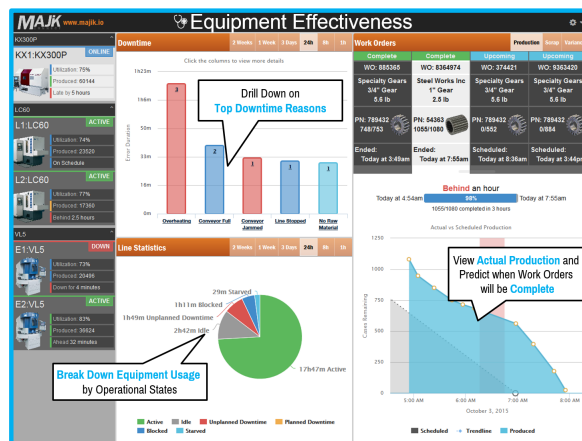 MAJiK www.majik.io
Equipment Effectiveness
KX300P
KX1:KX300P
ONLINE
Utilization: 75%
Produced: 60144
Late by 5 hours
LC60
L1:LC60
ACTIVE
Utilization: 74%
Produced: 23520
On Schedule
L2:LC60
ACTIVE
Utilization: 77%
Produced: 17360
Behind 2.5 hours
VL5
E1:VL5
DOWN
Utilization: 73%
Produced: 20496
Down for 4 minutes
E2:VL5
ACTIVE
Utilization: 83%
Produced: 36624
Ahead 32 minutes
Downtime
2 Weeks 1 Week 3 Days 24h 8h 1h
Click the columns to view more details
Error Duration
1h23m
1h6m
50m
33m
16m
0m
3
2
1
1
1
Overheating
Conveyor Full
Conveyor Jammed
Line Stopped
No Raw Material
Drill Down on
Top Downtime Reasons
Line Statistics
2 Weeks 1 Week 3 Days 24h 8h 1h
29m Starved
1h11m Blocked
1h49m Unplanned Downtime
2h42m Idle
17h47m Active
Break Down Equipment Usage
by Operational States
Active Idle Unplanned Downtime Planned Downtime
Blocked Starved
Work Orders
Production Recap Varianc
Complete
WO: 885365
Specialty Gears
3/4" Gear
5.6 lb
PN: 789432
748/753
Ended:
Today at 3:49am
Complete
WO: 8364974
Steel Works Inc
1" Gear
2.5 lb
PN: 54363
1055/1080
Ended:
Today at 7:55am
Upcoming
WO: 374421
Specialty Gears
3/4" Gear
5.6 lb
PN: 789432
0/552
Scheduled:
Today at 8:36am
Upcoming
WO: 9363420
Specialty Gears
3/4" Gear
5.6 lb
PN: 789432
0/884
Scheduled:
Today at 3:44pm
Behind an hour
Today at 4:54am
98%
Today at 7:55am
1055/1080 completed in 3 hours
Actual vs Scheduled Production
Cases Remaining
1250
1000
750
500
250
0
View Actual Production and
Predict when Work Orders
will be Complete
5:00 AM 6:00 AM 7:00 AM 8:00 AM
October 3, 2015
Scheduled Trendline Produced